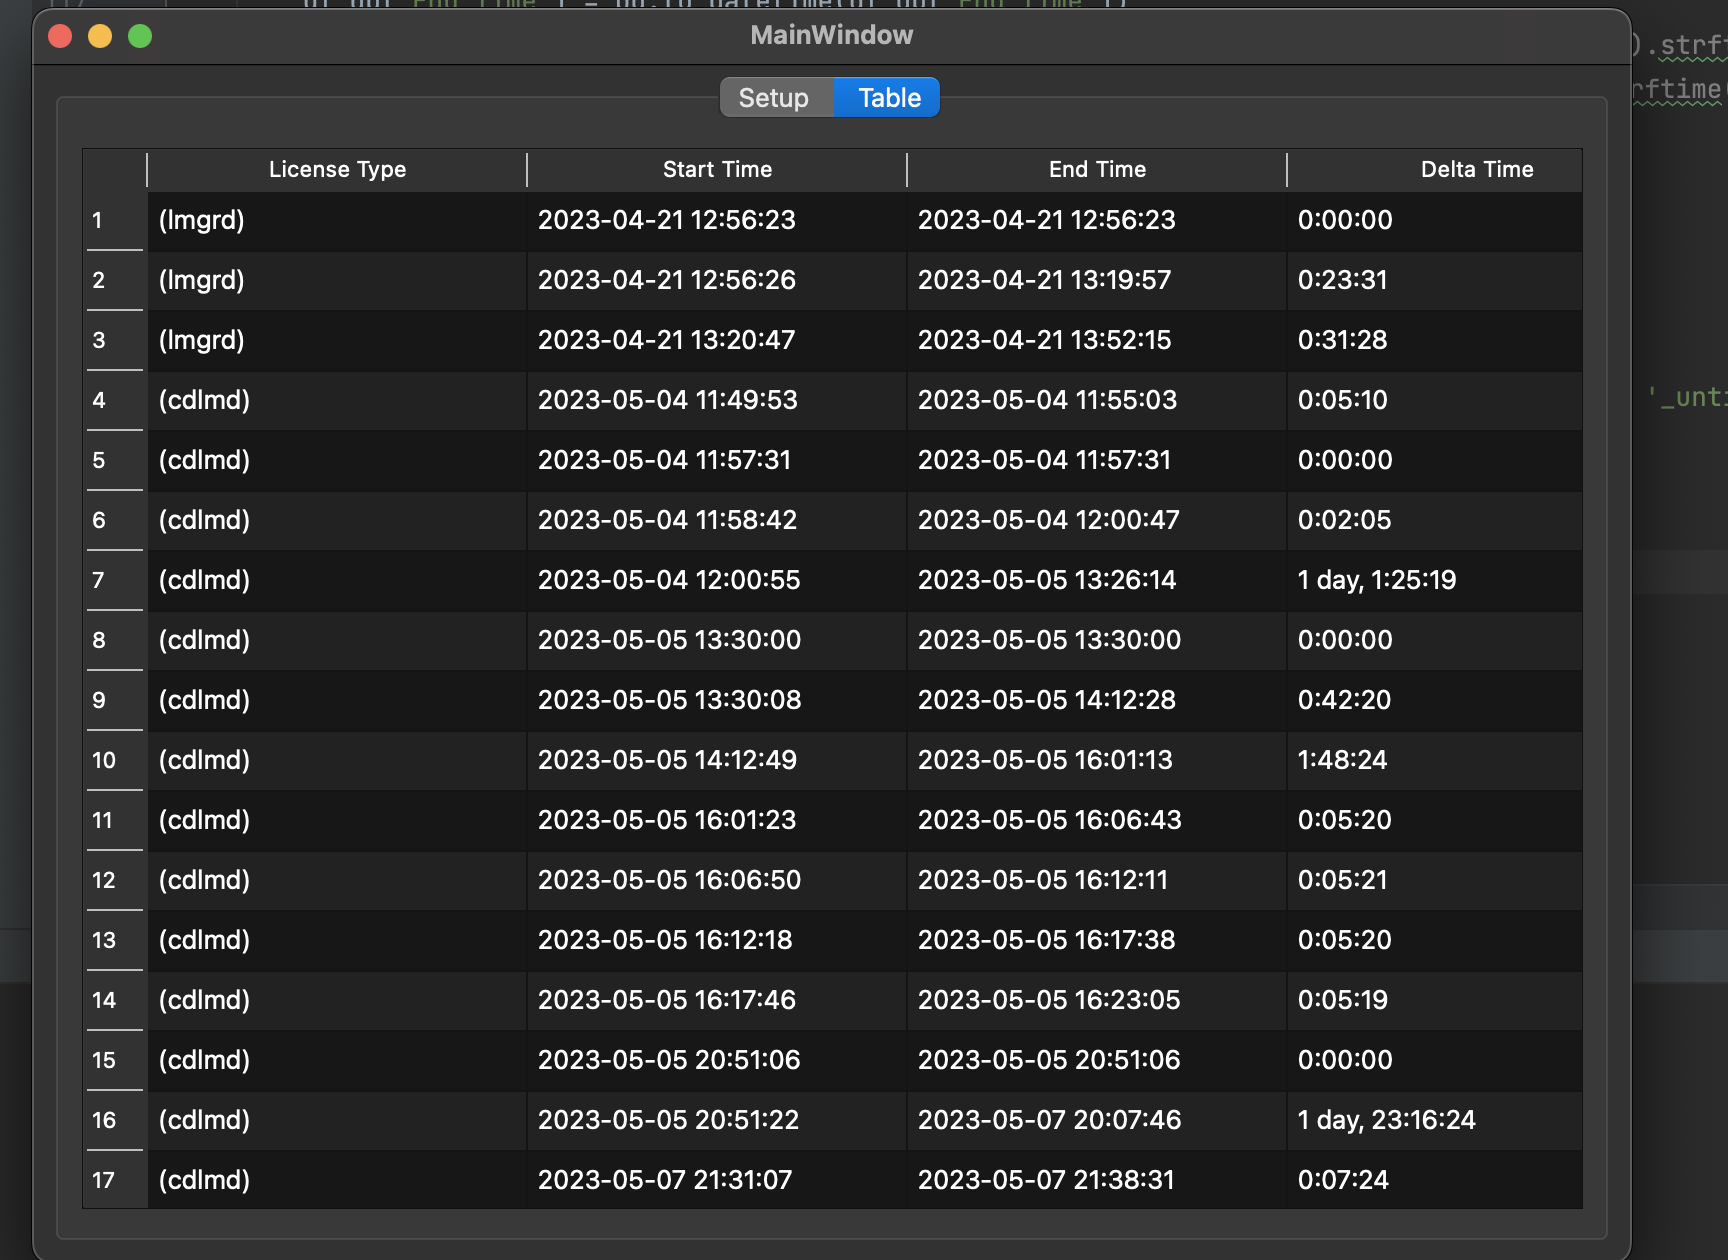 MainWindow
).strft
Setup Table
rftime
License Type Start Time End Time Delta Time
1 (lmgrd) 2023-04-21 12:56:23 2023-04-21 12:56:23 0:00:00
2 (lmgrd) 2023-04-21 12:56:26 2023-04-21 13:19:57 0:23:31
3 (lmgrd) 2023-04-21 13:20:47 2023-04-21 13:52:15 0:31:28
4 (cdlmd) 2023-05-04 11:49:53 2023-05-04 11:55:03 0:05:10
'_unti
5 (cdlmd) 2023-05-04 11:57:31 2023-05-04 11:57:31 0:00:00
6 (cdlmd) 2023-05-04 11:58:42 2023-05-04 12:00:47 0:02:05
7 (cdlmd) 2023-05-04 12:00:55 2023-05-05 13:26:14 1 day, 1:25:19
8 (cdlmd) 2023-05-05 13:30:00 2023-05-05 13:30:00 0:00:00
9 (cdlmd) 2023-05-05 13:30:08 2023-05-05 14:12:28 0:42:20
10 (cdlmd) 2023-05-05 14:12:49 2023-05-05 16:01:13 1:48:24
11 (cdlmd) 2023-05-05 16:01:23 2023-05-05 16:06:43 0:05:20
12 (cdlmd) 2023-05-05 16:06:50 2023-05-05 16:12:11 0:05:21
13 (cdlmd) 2023-05-05 16:12:18 2023-05-05 16:17:38 0:05:20
14 (cdlmd) 2023-05-05 16:17:46 2023-05-05 16:23:05 0:05:19
15 (cdlmd) 2023-05-05 20:51:06 2023-05-05 20:51:06 0:00:00
16 (cdlmd) 2023-05-05 20:51:22 2023-05-07 20:07:46 1 day, 23:16:24
17 (cdlmd) 2023-05-07 21:31:07 2023-05-07 21:38:31 0:07:24